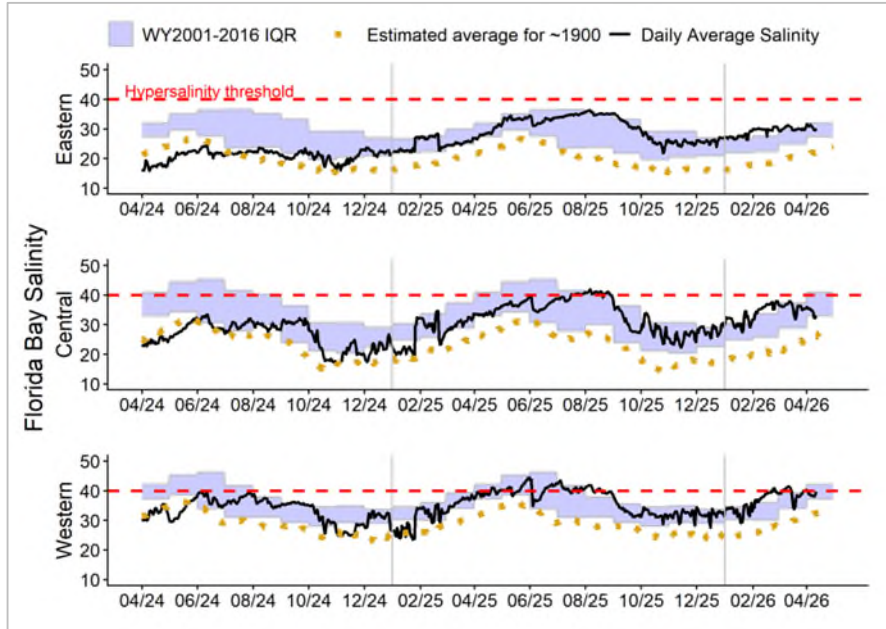 WY2001-2016 IQR Estimated average for ~1900 Daily Average Salinity
Florida Bay Salinity
Eastern
50
40
30
20
10
Hypersalinity threshold
04/24 06/24 08/24 10/24 12/24 02/25 04/25 06/25 08/25 10/25 12/25 02/26 04/26
Central
50
40
30
20
10
04/24 06/24 08/24 10/24 12/24 02/25 04/25 06/25 08/25 10/25 12/25 02/26 04/26
Western
50
40
30
20
10
04/24 06/24 08/24 10/24 12/24 02/25 04/25 06/25 08/25 10/25 12/25 02/26 04/26